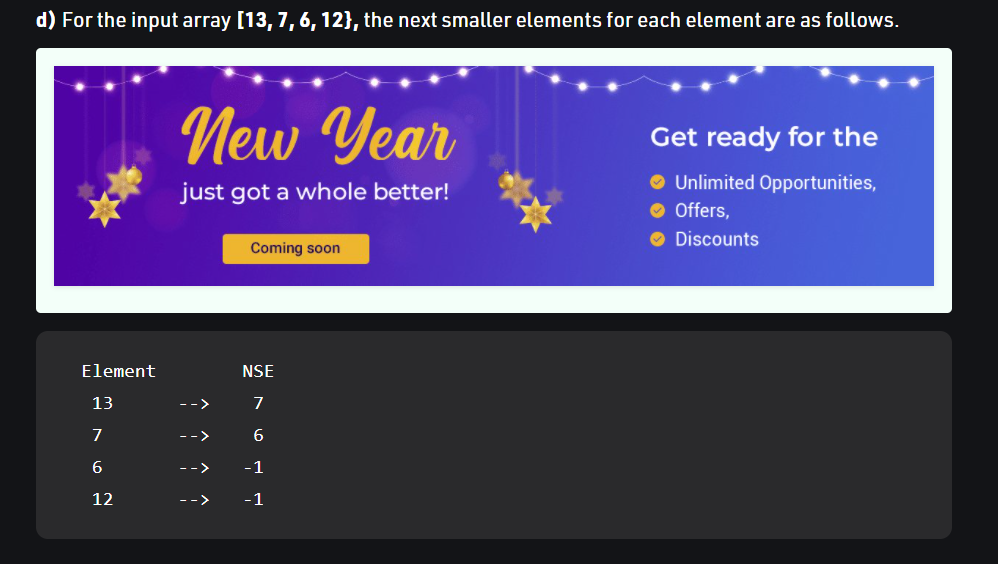 d) For the input array [13, 7, 6, 12}, the next smaller elements for each element are as follows.
New Year
just got a whole better!
Coming soon
Get ready for the
Unlimited Opportunities,
Offers,
Discounts
Element NSE
13 --> 7
7 --> 6
6 --> -1
12 --> -1